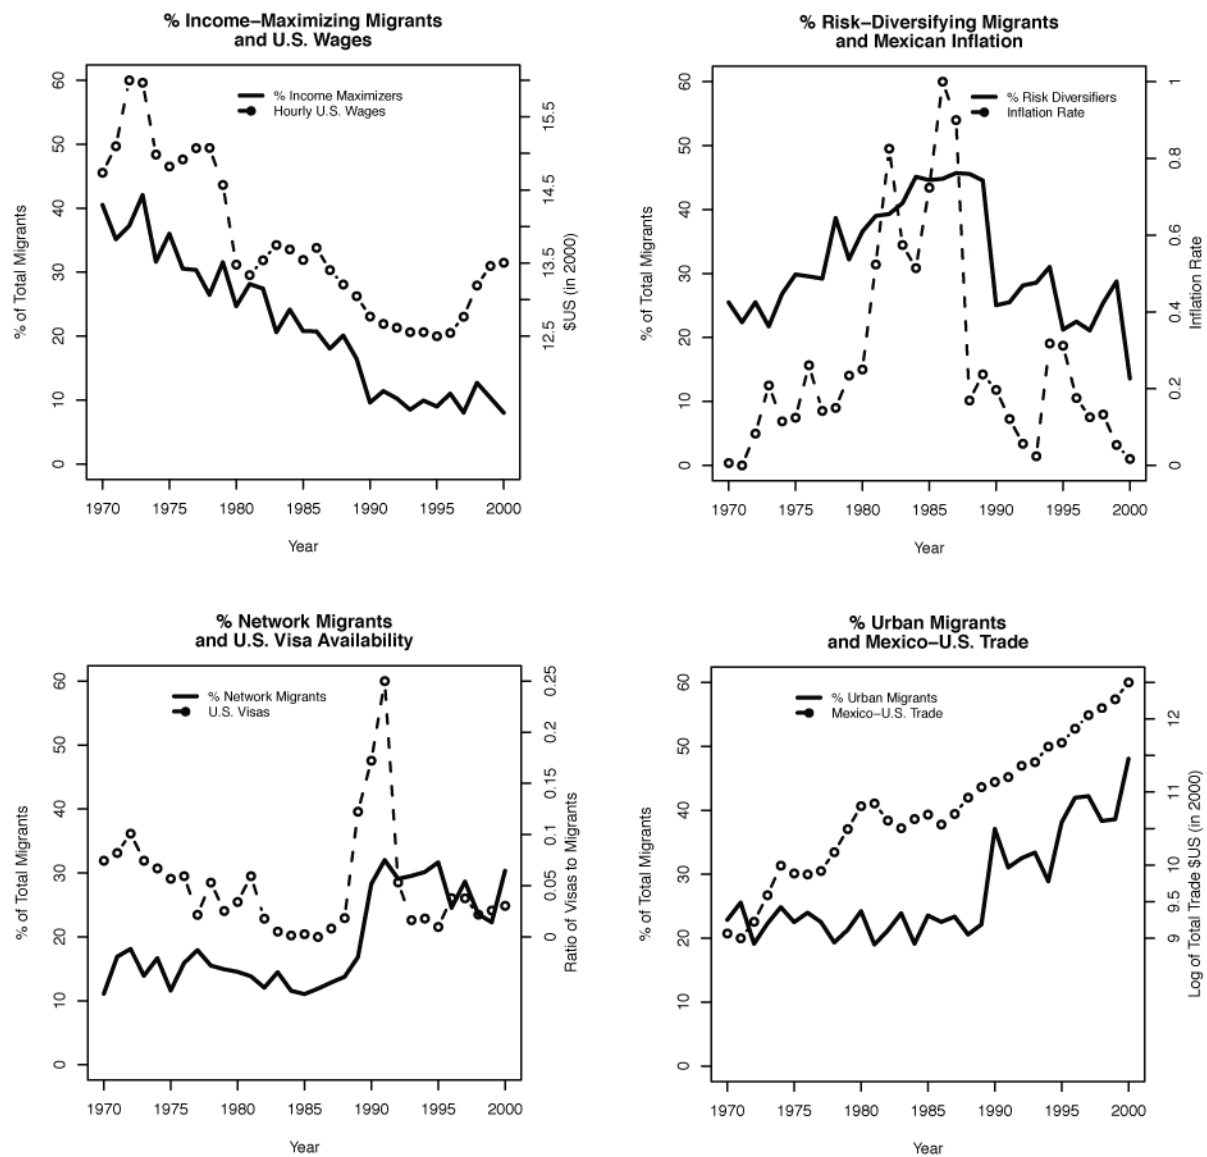 % Income–Maximizing Migrants
and U.S. Wages
% Income Maximizers
Hourly U.S. Wages
% of Total Migrants
0 10 20 30 40 50 60
$US (in 2000)
12.5 13.5 14.5 15.5
1970 1975 1980 1985 1990 1995 2000
Year
% Risk–Diversifying Migrants
and Mexican Inflation
% Risk Diversifiers
Inflation Rate
% of Total Migrants
0 10 20 30 40 50 60
Inflation Rate
0 0.2 0.4 0.6 0.8 1
1970 1975 1980 1985 1990 1995 2000
Year
% Network Migrants
and U.S. Visa Availability
% Network Migrants
U.S. Visas
% of Total Migrants
0 10 20 30 40 50 60
Ratio of Visas to Migrants
0 0.05 0.1 0.15 0.2 0.25
1970 1975 1980 1985 1990 1995 2000
Year
% Urban Migrants
and Mexico–U.S. Trade
% Urban Migrants
Mexico–U.S. Trade
% of Total Migrants
0 10 20 30 40 50 60
Log of Total Trade $US (in 2000)
9 9.5 10 11 12
1970 1975 1980 1985 1990 1995 2000
Year